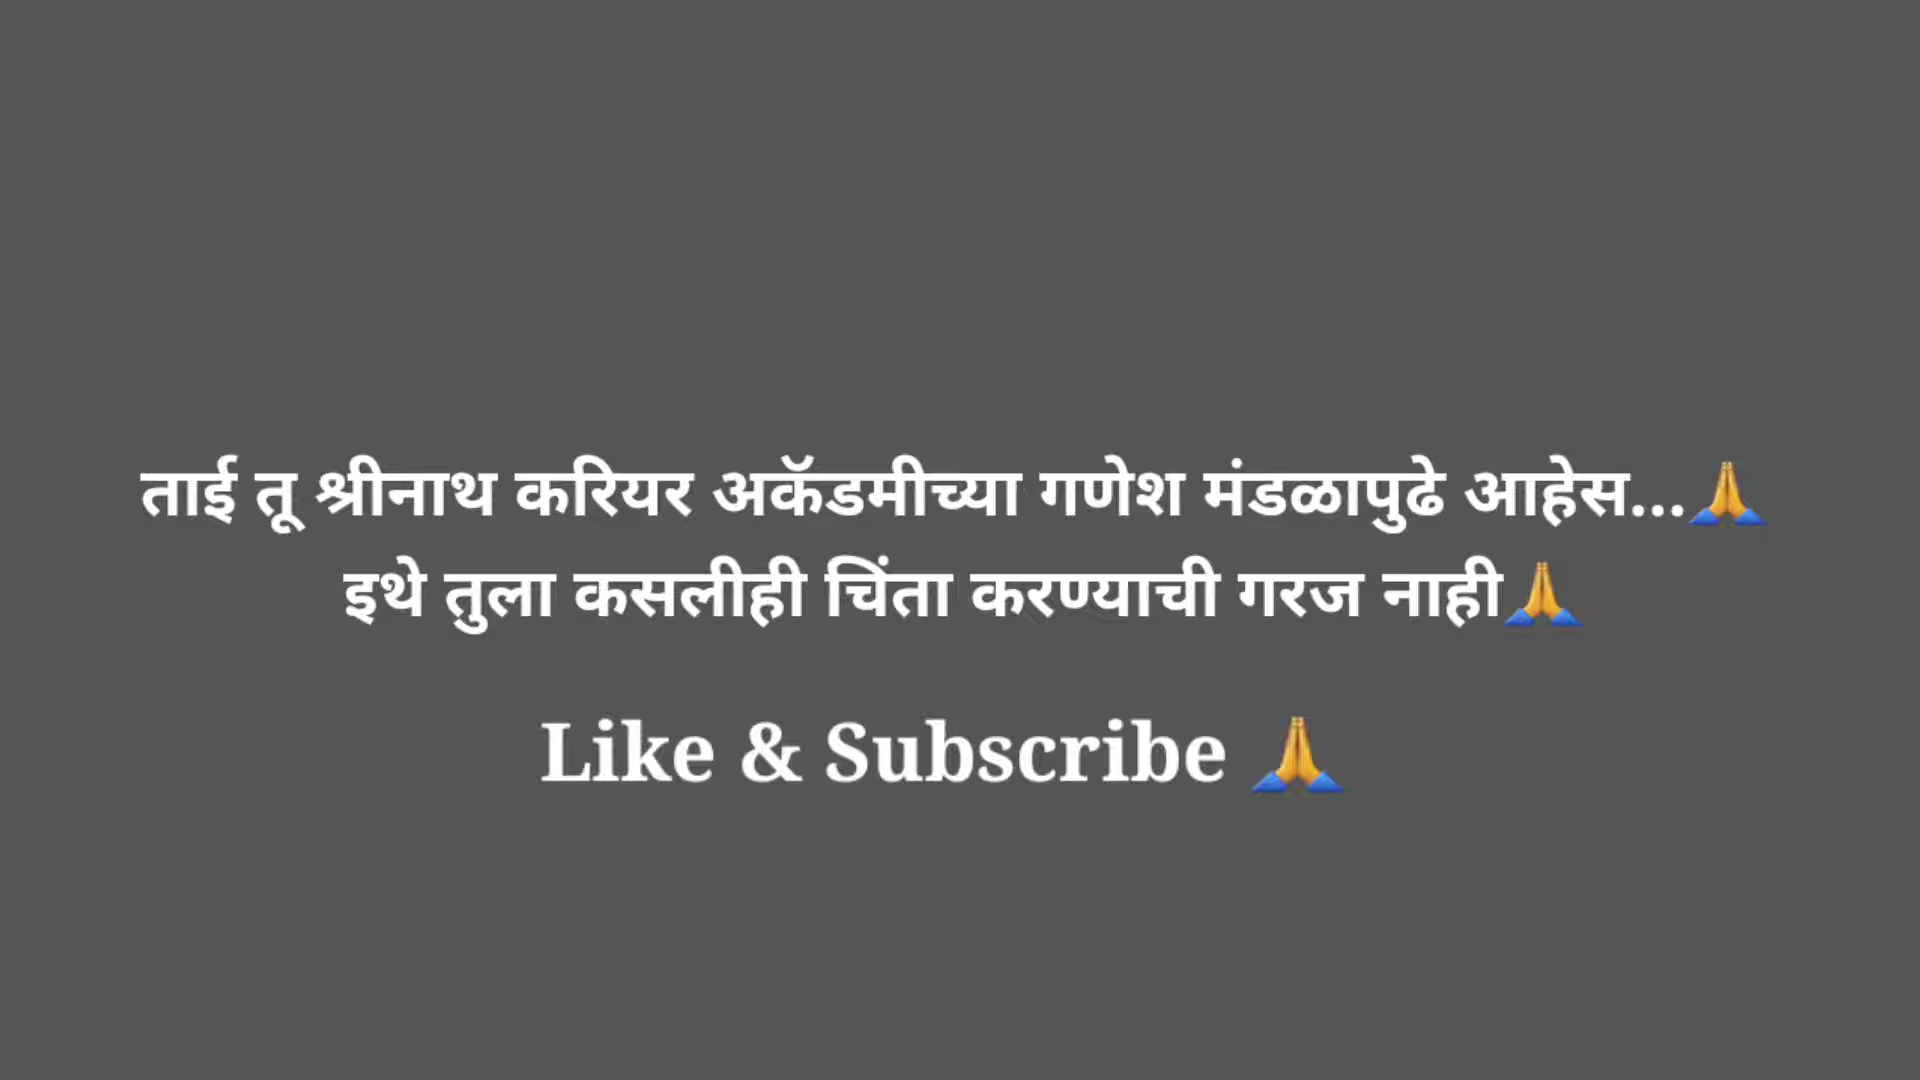 ताई तू श्रीनाथ करियर अकॅडमीच्या गणेश मंडळापुढे आहेस...🙏
इथे तुला कसलीही चिंता करण्याची गरज नाही🙏
Like & Subscribe 🙏